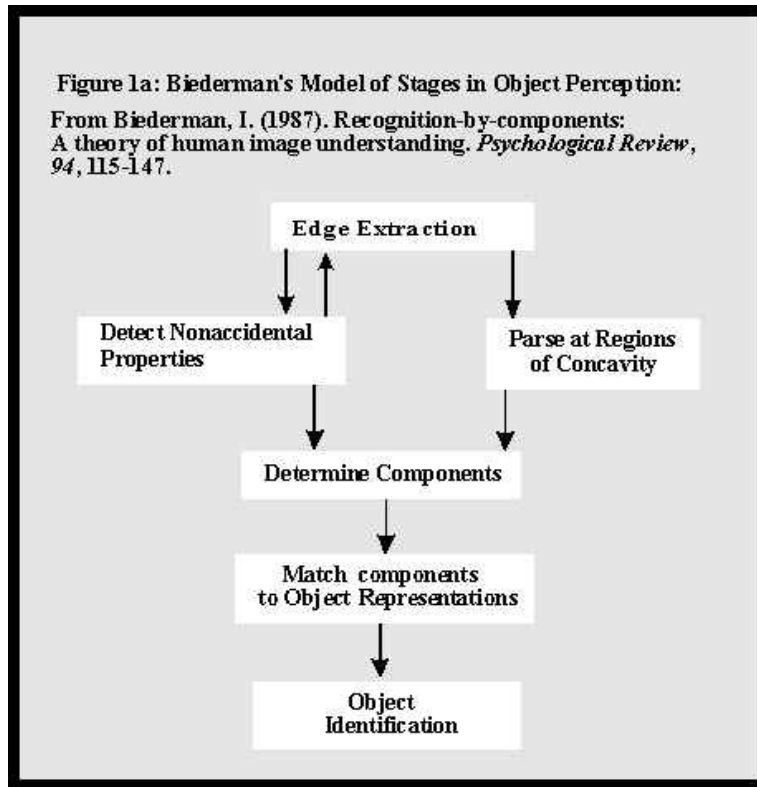 Figure 1a: Biederman's Model of Stages in Object Perception:
From Biederman, I. (1987). Recognition-by-components:
A theory of human image understanding. Psychological Review,
94, 115-147.
Edge Extraction
Detect Nonaccidental
Properties
Parse at Regions
of Concavity
Determine Components
Match components
to Object Representations
Object
Identification